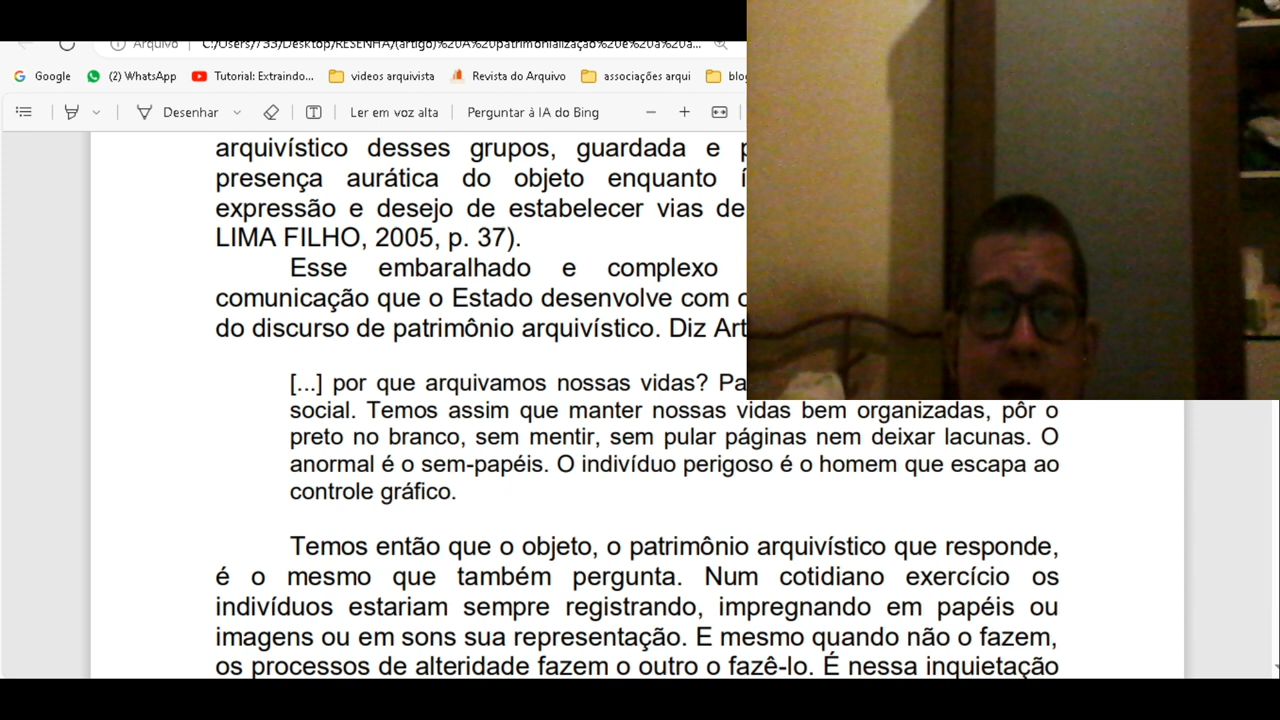 Arquivo C:/Users/733/Desktop/RESENHA/(artigo)%20A%20patrimonialização%20e%20a%20a...
Google (2) WhatsApp Tutorial: Extraindo... videos arquivista Revista do Arquivo associações arqui blog
Desenhar Ler em voz alta Perguntar à IA do Bing
arquivístico desses grupos, guardada e
presença aurática do objeto enquanto
expressão e desejo de estabelecer vias de
LIMA FILHO, 2005, p. 37).
Esse embaralhado e complexo
comunicação que o Estado desenvolve com
do discurso de patrimônio arquivístico. Diz Art
[...] por que arquivamos nossas vidas? Pa
social. Temos assim que manter nossas vidas bem organizadas, pôr o
preto no branco, sem mentir, sem pular páginas nem deixar lacunas. O
anormal é o sem-papéis. O indivíduo perigoso é o homem que escapa ao
controle gráfico.
Temos então que o objeto, o patrimônio arquivístico que responde,
é o mesmo que também pergunta. Num cotidiano exercício os
indivíduos estariam sempre registrando, impregnando em papéis ou
imagens ou em sons sua representação. E mesmo quando não o fazem,
os processos de alteridade fazem o outro o fazê-lo. É nessa inquietação